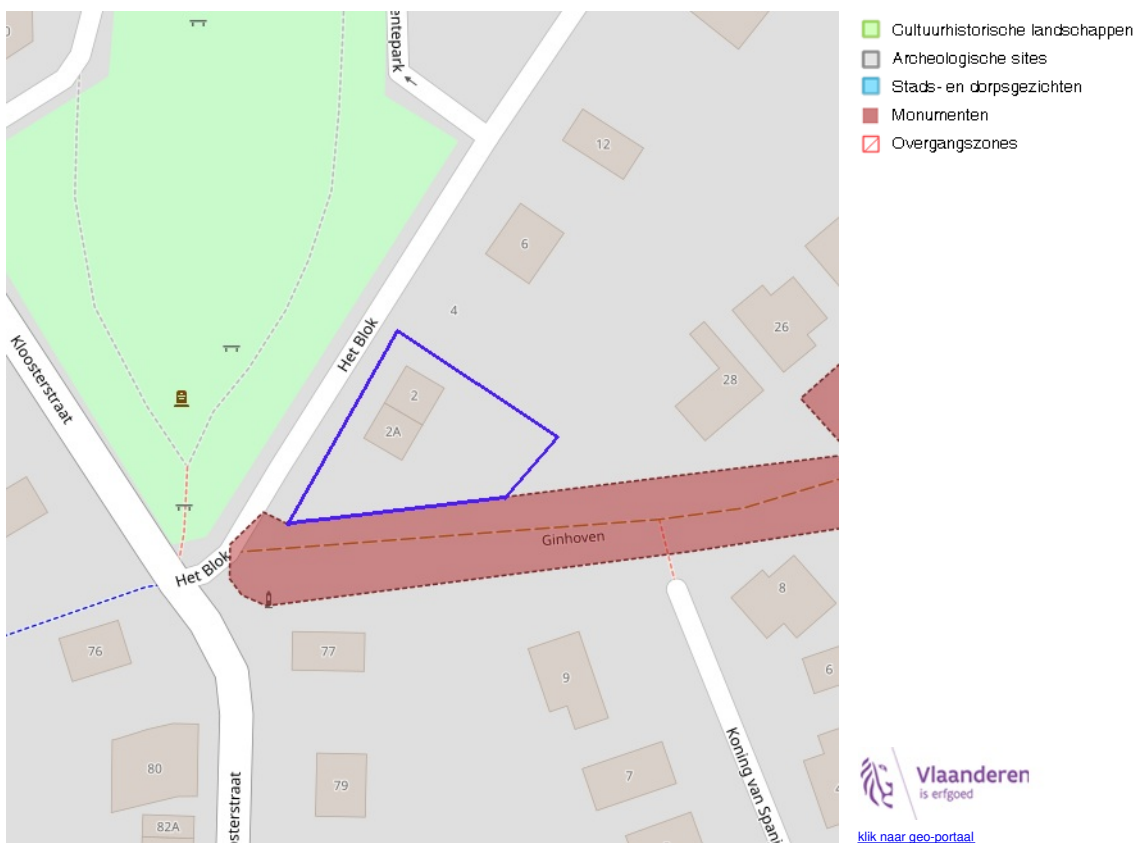 Cultuurhistorische landschappen
Archeologische sites
Stads- en dorpsgezichten
Monumenten
Overgangszones
entepark
12
6
4
Het Blok
26
28
Kloosterstraat
2
2A
Ginhoven
Het Blok
8
76
77
9
6
Koning van Spanj
80
79
7
4
82A
osterstraat
Vlaanderen
is erfgoed
klik naar geo-portaal